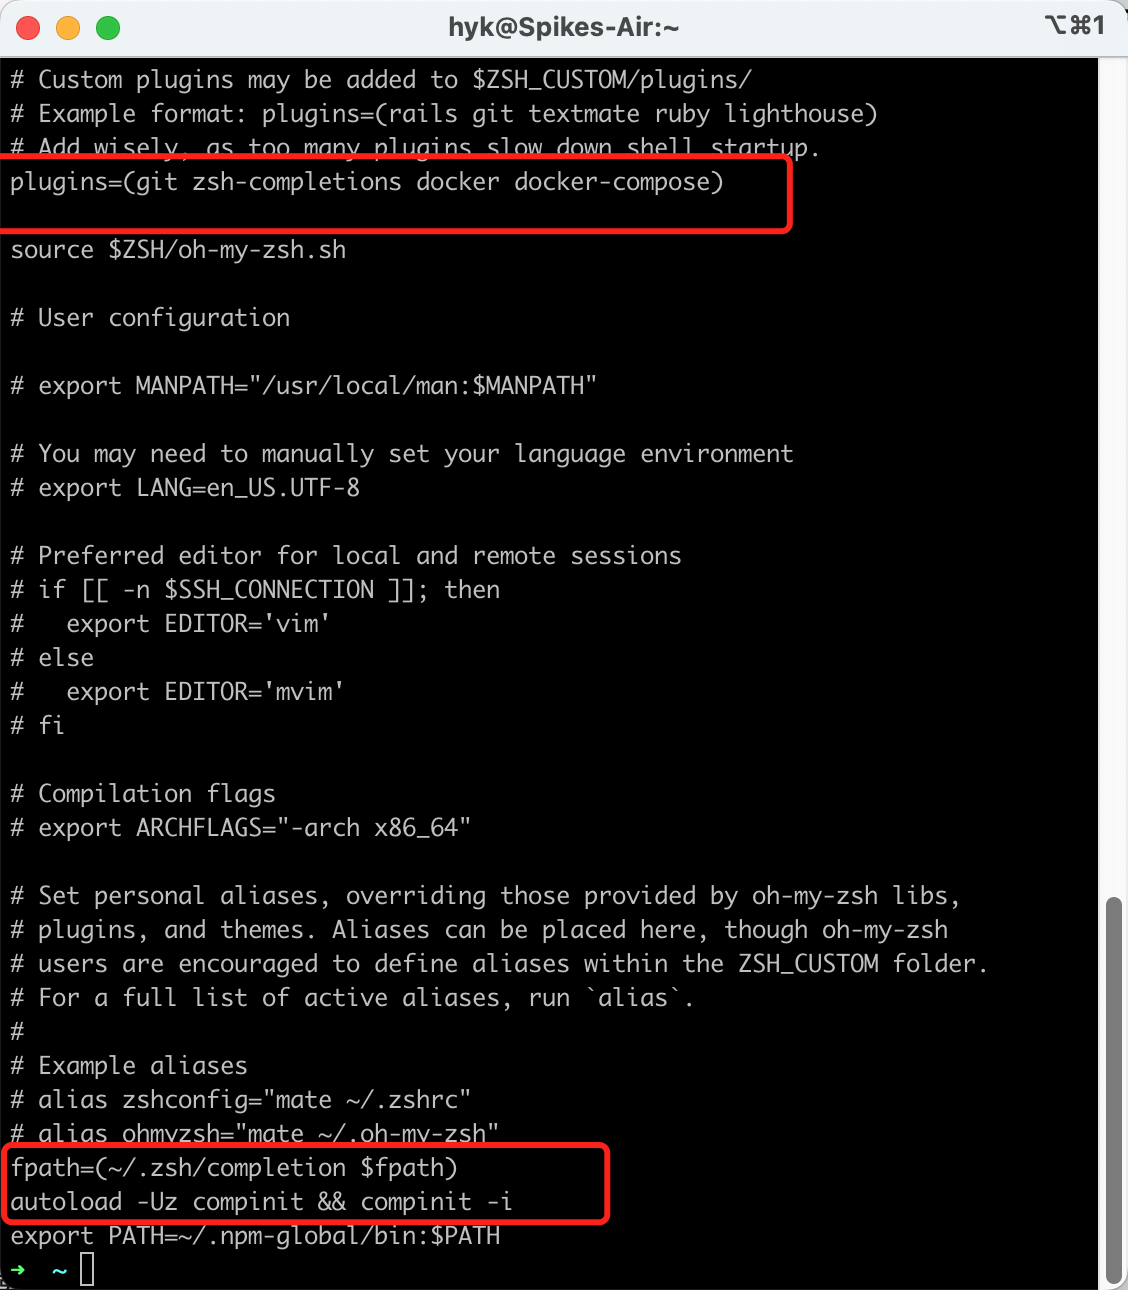 hyk@Spikes-Air:~ ⌥⌘1
# Custom plugins may be added to $ZSH_CUSTOM/plugins/
# Example format: plugins=(rails git textmate ruby lighthouse)
# Add wisely, as too many plugins slow down shell startup.
plugins=(git zsh-completions docker docker-compose)
source $ZSH/oh-my-zsh.sh
# User configuration
# export MANPATH="/usr/local/man:$MANPATH"
# You may need to manually set your language environment
# export LANG=en_US.UTF-8
# Preferred editor for local and remote sessions
# if [[ -n $SSH_CONNECTION ]]; then
#   export EDITOR='vim'
# else
#   export EDITOR='mvim'
# fi
# Compilation flags
# export ARCHFLAGS="-arch x86_64"
# Set personal aliases, overriding those provided by oh-my-zsh libs,
# plugins, and themes. Aliases can be placed here, though oh-my-zsh
# users are encouraged to define aliases within the ZSH_CUSTOM folder.
# For a full list of active aliases, run `alias`.
#
# Example aliases
# alias zshconfig="mate ~/.zshrc"
# alias ohmyzsh="mate ~/.oh-my-zsh"
fpath=(~/.zsh/completion $fpath)
autoload -Uz compinit && compinit -i
export PATH=~/.npm-global/bin:$PATH
➜  ~